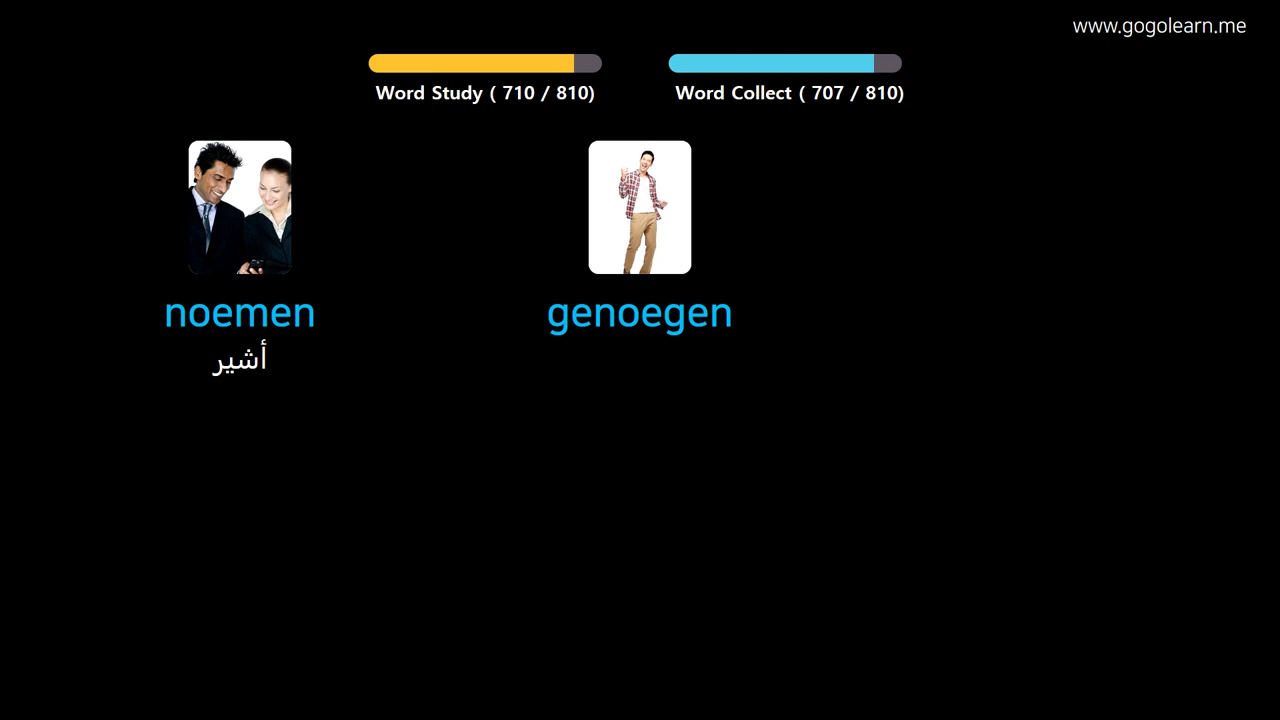 www.gogolearn.me
Word Study ( 710 / 810)
Word Collect ( 707 / 810)
noemen
أشير
genoegen